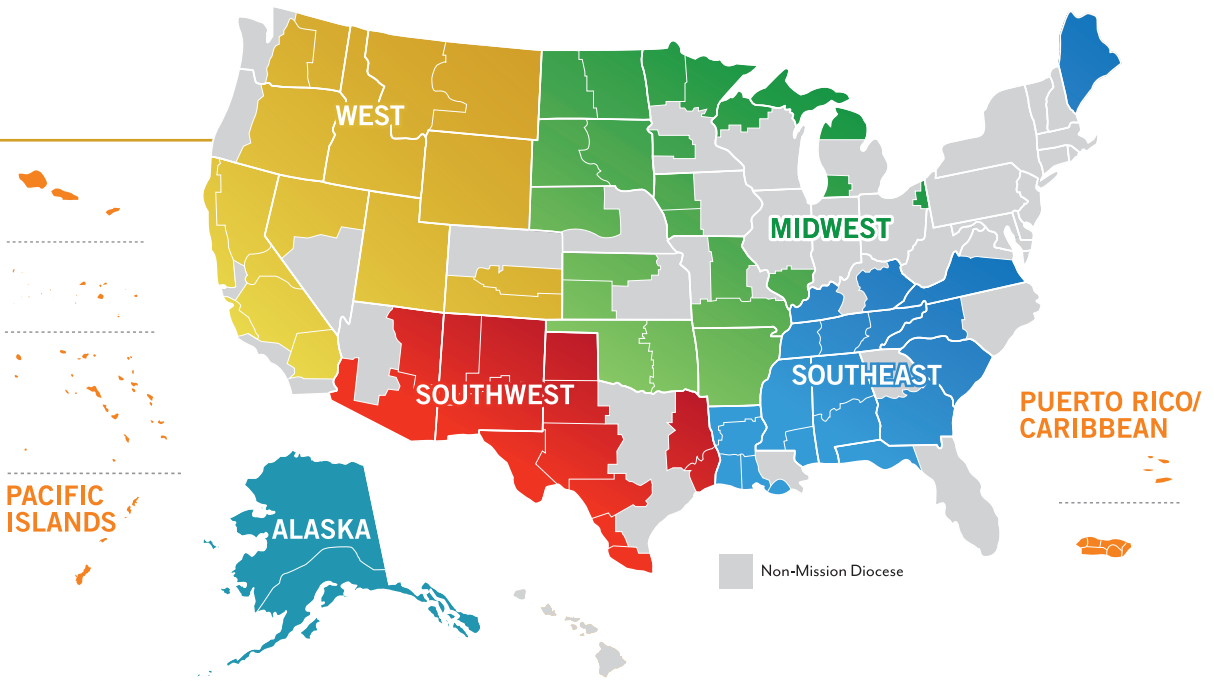 WEST
MIDWEST
SOUTHWEST
SOUTHEAST
PUERTO RICO/
CARIBBEAN
PACIFIC
ISLANDS
ALASKA
Non-Mission Diocese